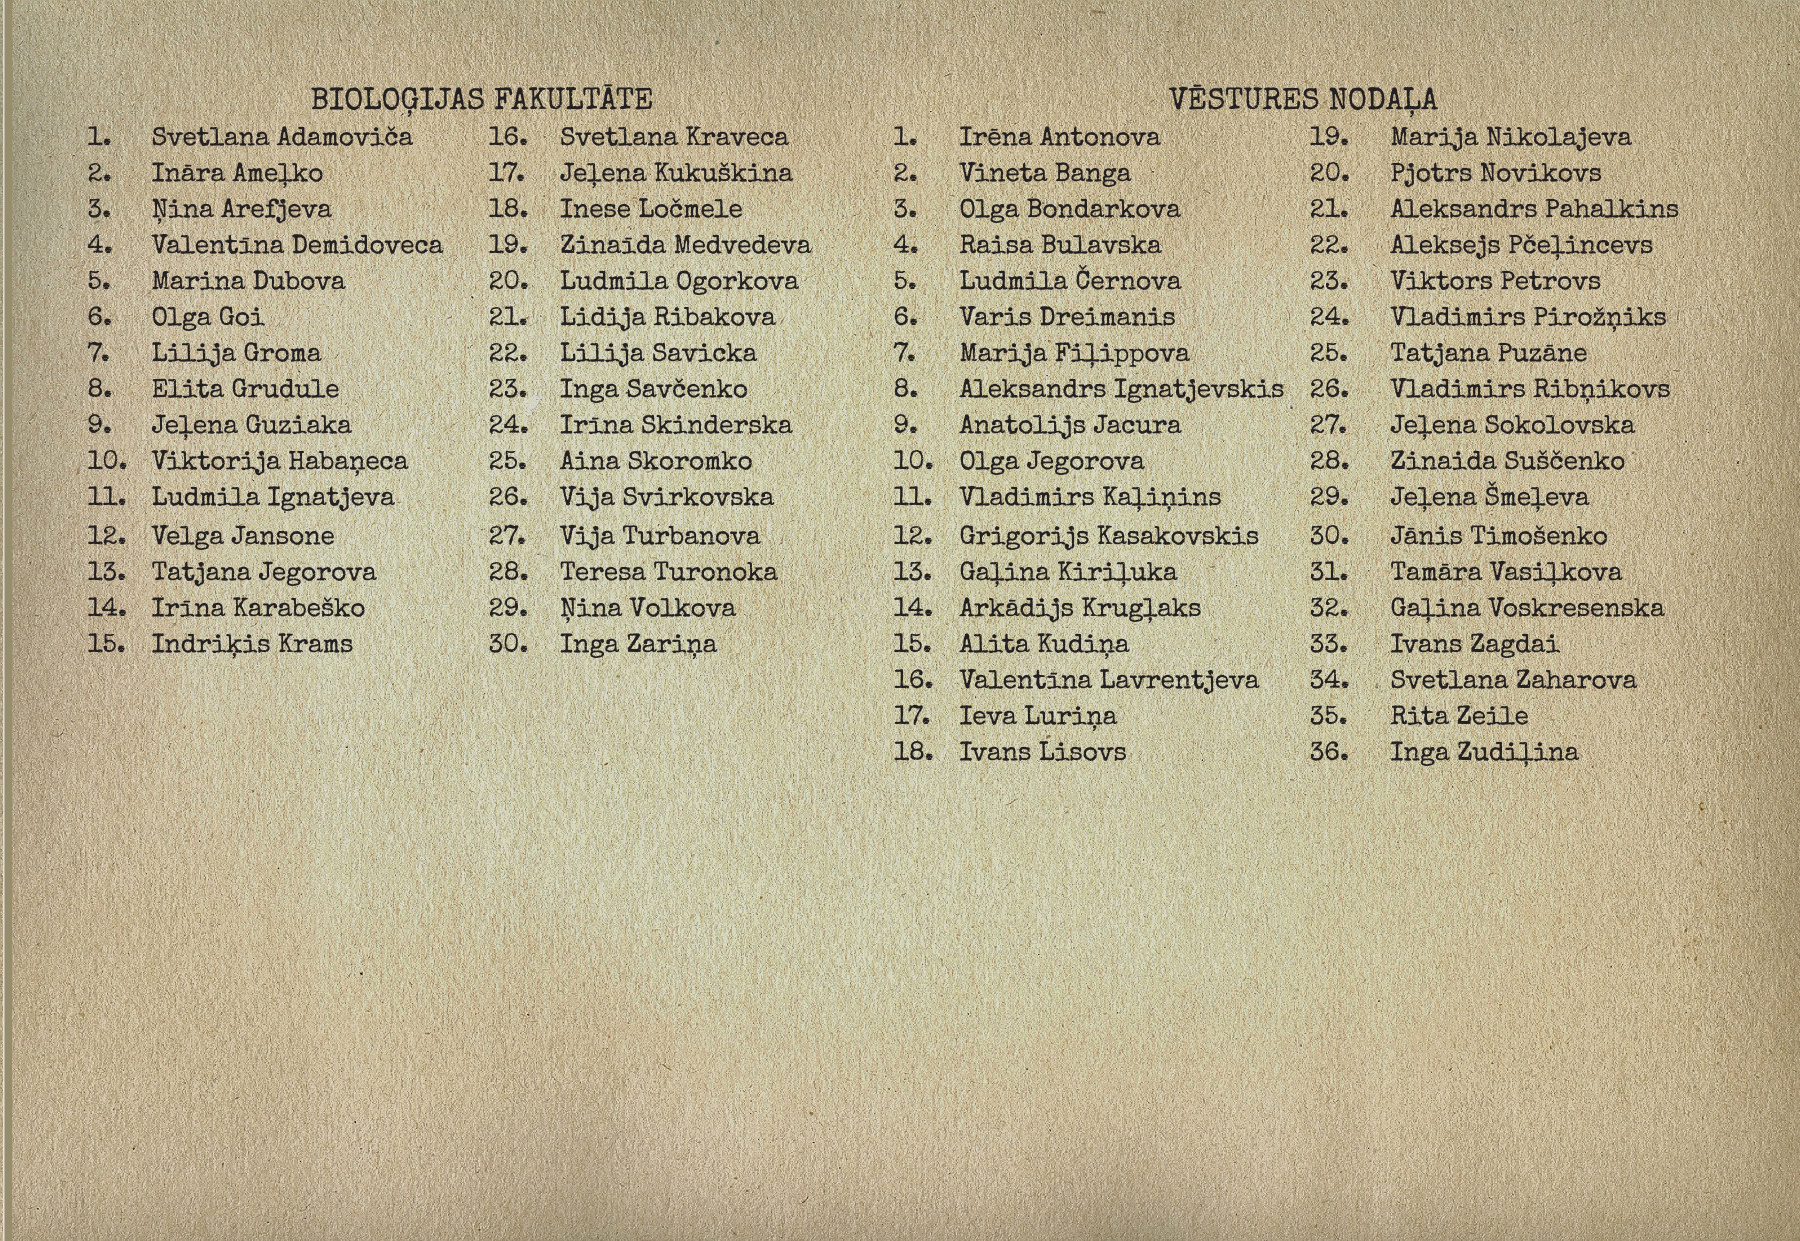 BIOLOĢIJAS FAKULTĀTE
1. Svetlana Adamoviča
2. Ināra Ameļko
3. Ņina Arefjeva
4. Valentīna Demidoveca
5. Marina Dubova
6. Olga Goi
7. Lilija Groma
8. Elita Grudule
9. Jeļena Guziaka
10. Viktorija Habaņeca
11. Ludmila Ignatjeva
12. Velga Jansone
13. Tatjana Jegorova
14. Irīna Karabeško
15. Indriķis Krams
16. Svetlana Kraveca
17. Jeļena Kukuškina
18. Inese Ločmele
19. Zinaīda Medvedeva
20. Ludmila Ogorkova
21. Lidija Ribakova
22. Lilija Savicka
23. Inga Savčenko
24. Irīna Skinderska
25. Aina Skoromko
26. Vija Svirkovska
27. Vija Turbanova
28. Teresa Turonoka
29. Ņina Volkova
30. Inga Zariņa
VĒSTURES NODAĻA
1. Irēna Antonova
2. Vineta Banga
3. Olga Bondarkova
4. Raisa Bulavska
5. Ludmila Černova
6. Varis Dreimanis
7. Marija Fiļippova
8. Aleksandrs Ignatjevskis
9. Anatolijs Jacura
10. Olga Jegorova
11. Vladimirs Kaļiņins
12. Grigorijs Kasakovskis
13. Gaļina Kiriļuka
14. Arkādijs Krugļaks
15. Alita Kudiņa
16. Valentīna Lavrentjeva
17. Ieva Luriņa
18. Ivans Lisovs
19. Marija Nikolajeva
20. Pjotrs Novikovs
21. Aleksandrs Pahalkins
22. Aleksejs Pčeļincevs
23. Viktors Petrovs
24. Vladimirs Pirožņiks
25. Tatjana Puzāne
26. Vladimirs Ribņikovs
27. Jeļena Sokolovska
28. Zinaida Suščenko
29. Jeļena Šmeļeva
30. Jānis Timošenko
31. Tamāra Vasiļkova
32. Gaļina Voskresenska
33. Ivans Zagdai
34. Svetlana Zaharova
35. Rita Zeile
36. Inga Zudiļina